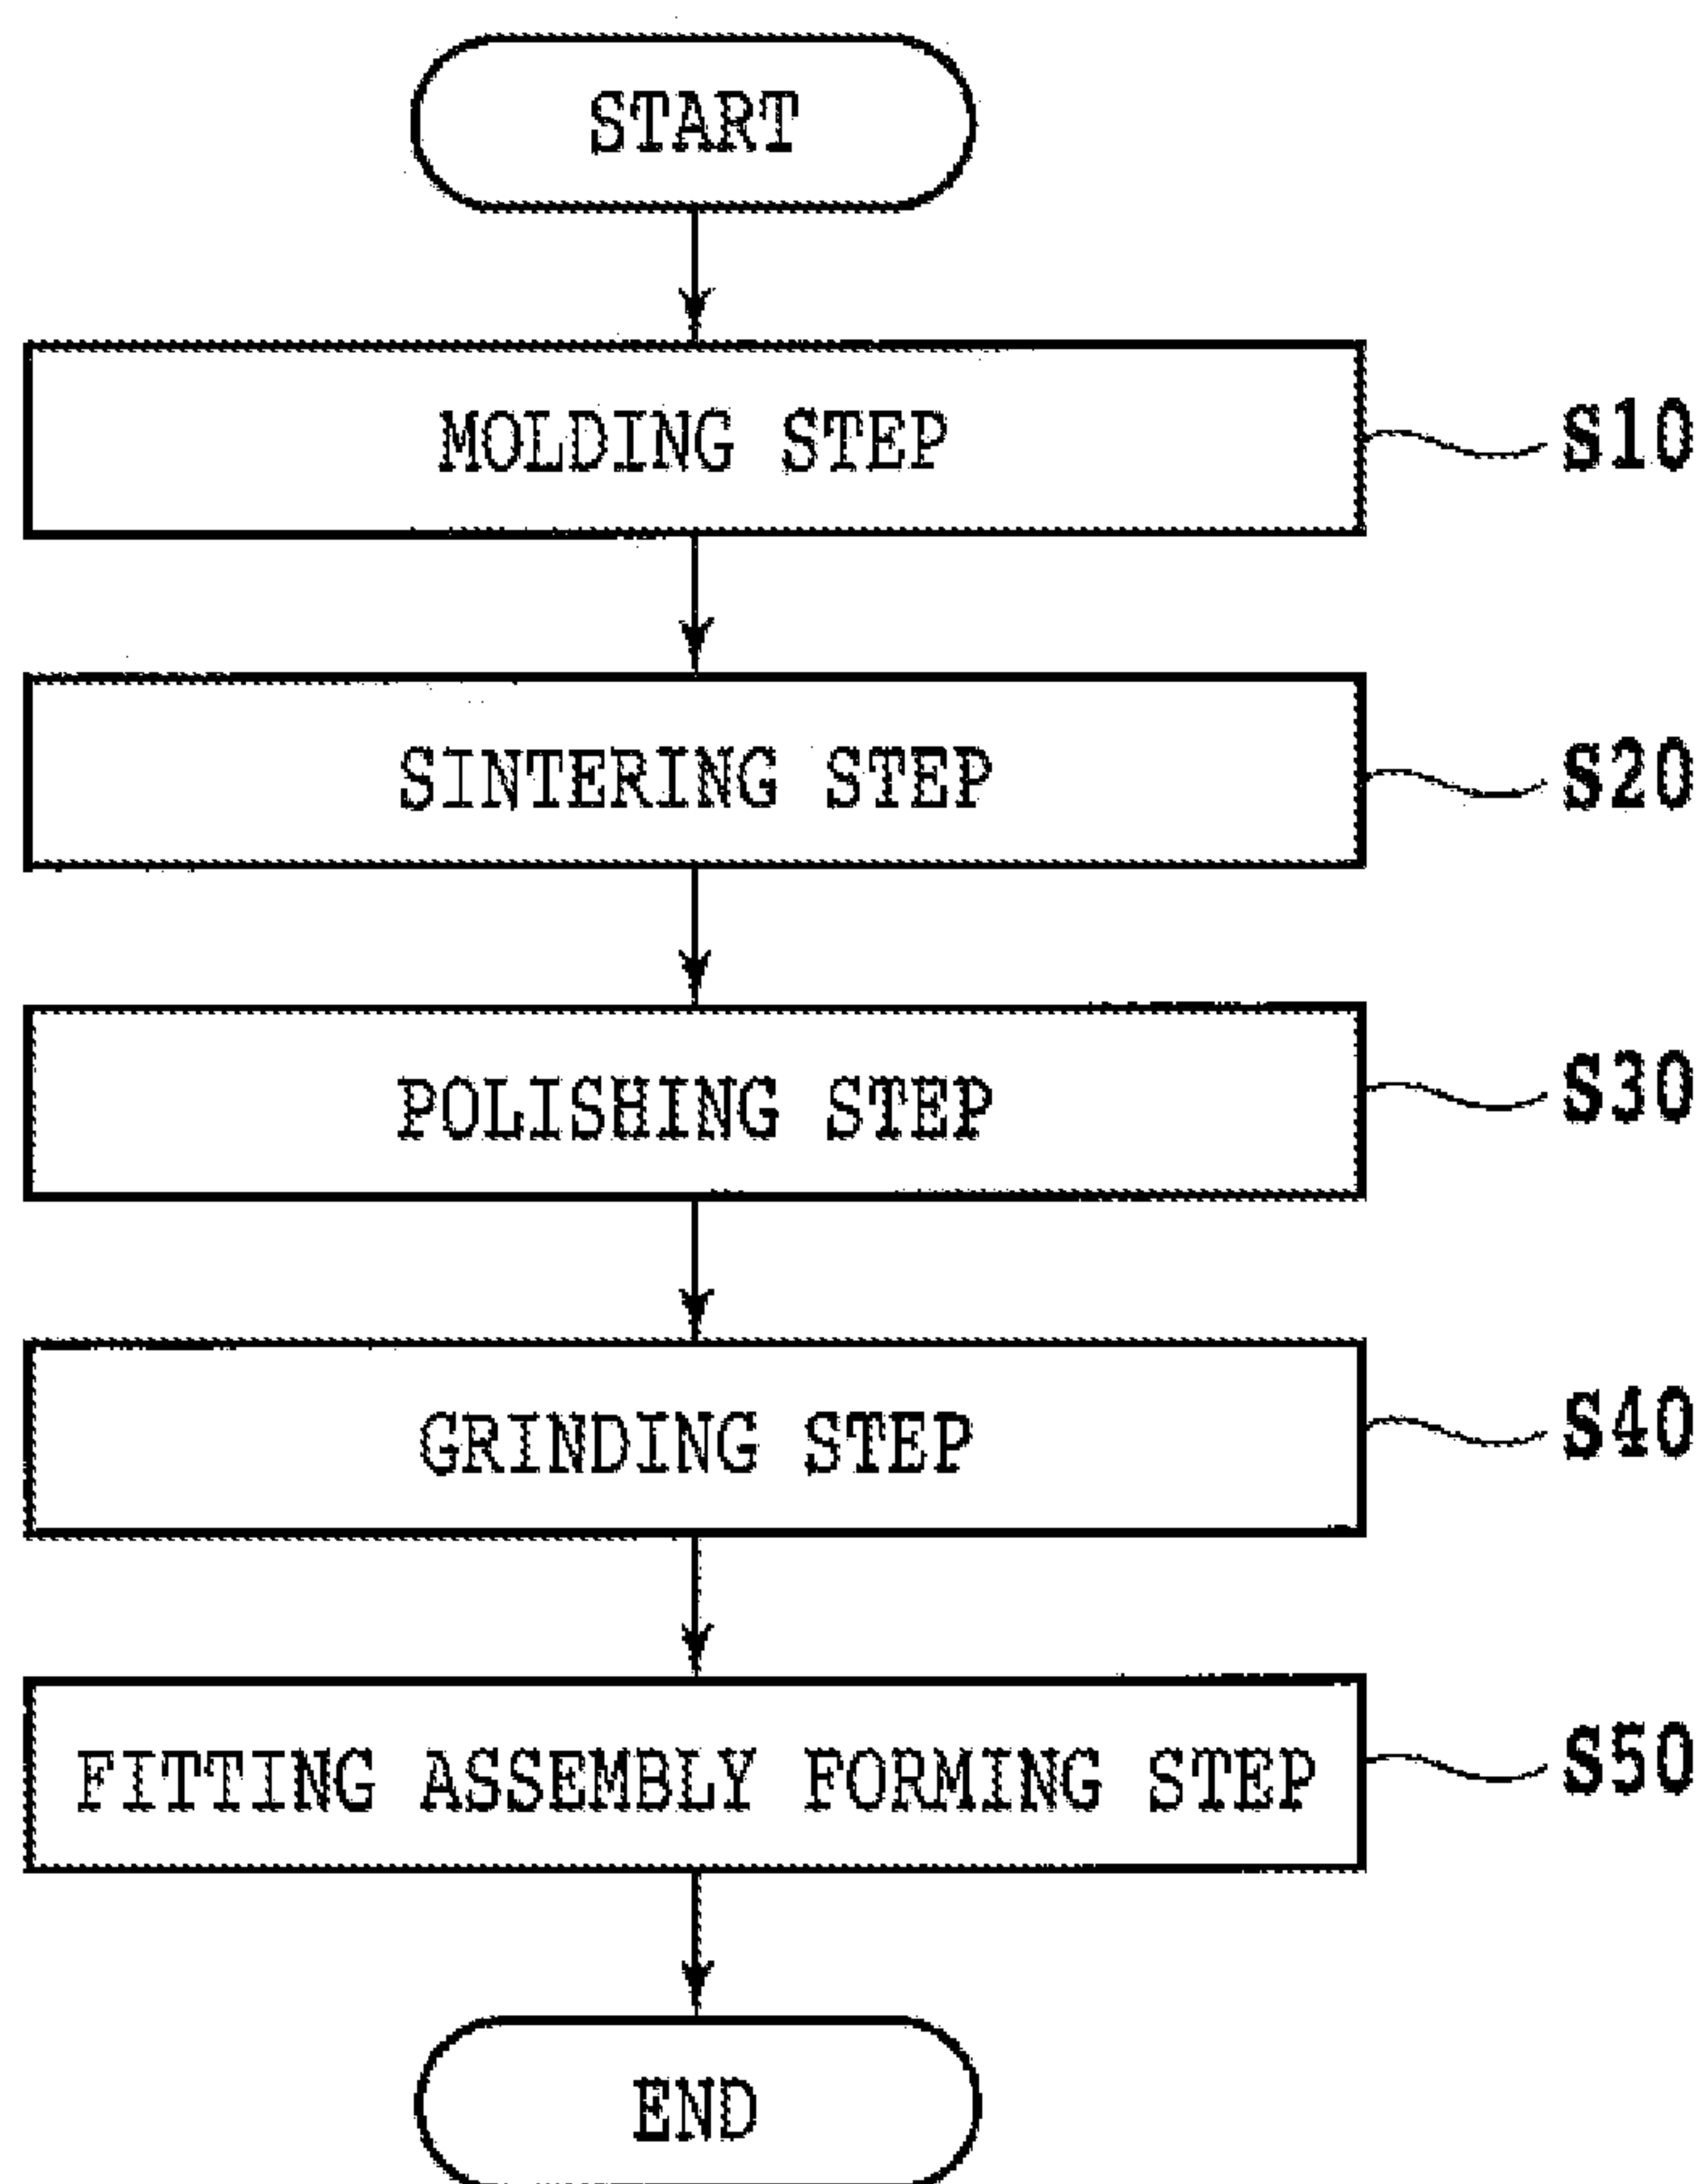 START
MOLDING STEP S10
SINTERING STEP S20
POLISHING STEP S30
GRINDING STEP S40
FITTING ASSEMBLY FORMING STEP S50
END